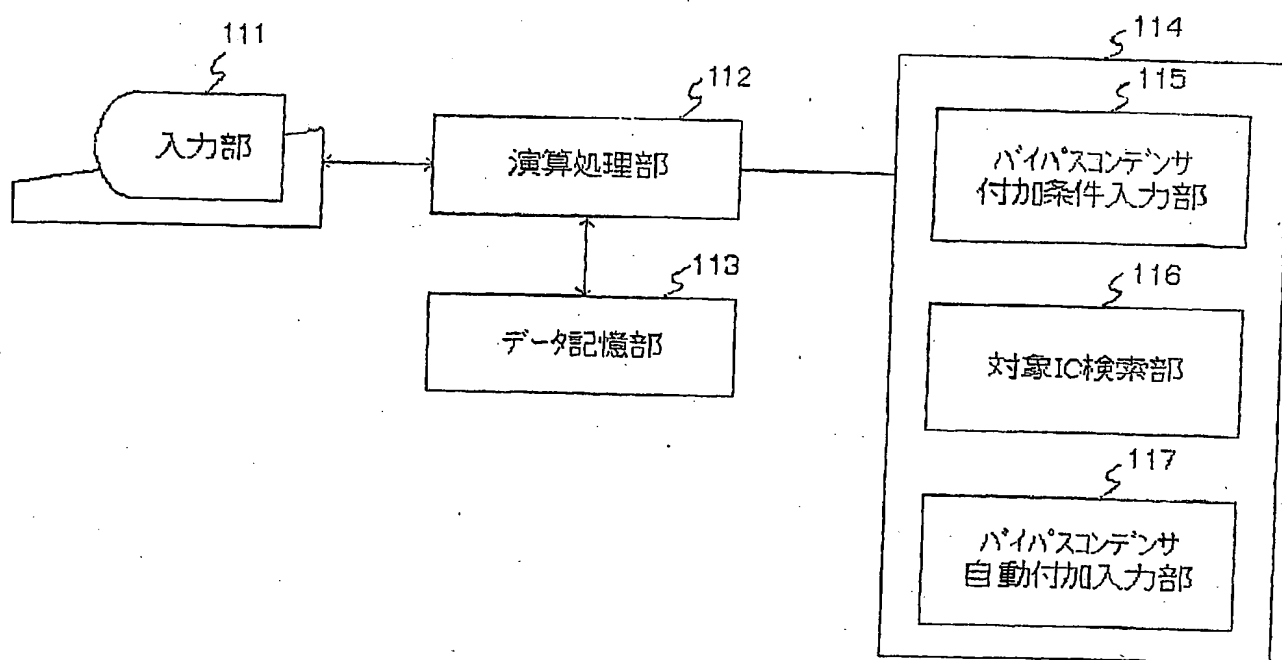 111
入力部
112
演算処理部
113
データ記憶部
114
115
バイパスコンデンサ
付加条件入力部
116
対象IC検索部
117
バイパスコンデンサ
自動付加入力部